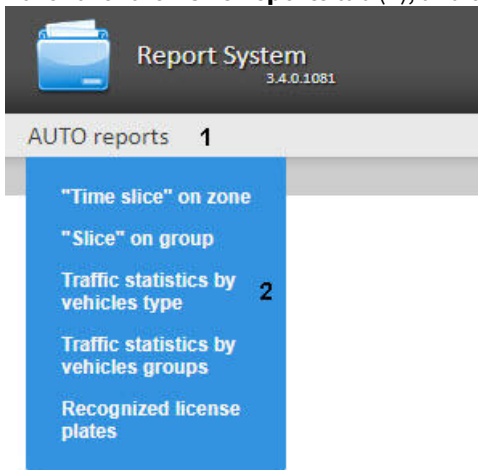 Report System
3.4.0.1081
AUTO reports 1
"Time slice" on zone
"Slice" on group
Traffic statistics by
vehicles type 2
Traffic statistics by
vehicles groups
Recognized license
plates